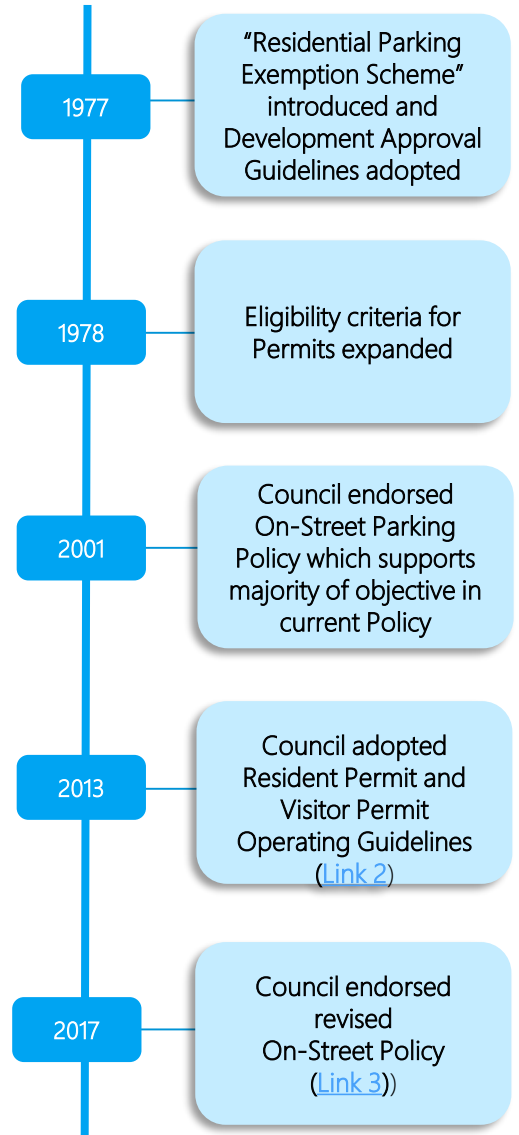 1977
“Residential Parking
Exemption Scheme”
introduced and
Development Approval
Guidelines adopted
1978
Eligibility criteria for
Permits expanded
2001
Council endorsed
On-Street Parking
Policy which supports
majority of objective in
current Policy
2013
Council adopted
Resident Permit and
Visitor Permit
Operating Guidelines
(Link 2)
2017
Council endorsed
revised
On-Street Policy
(Link 3))